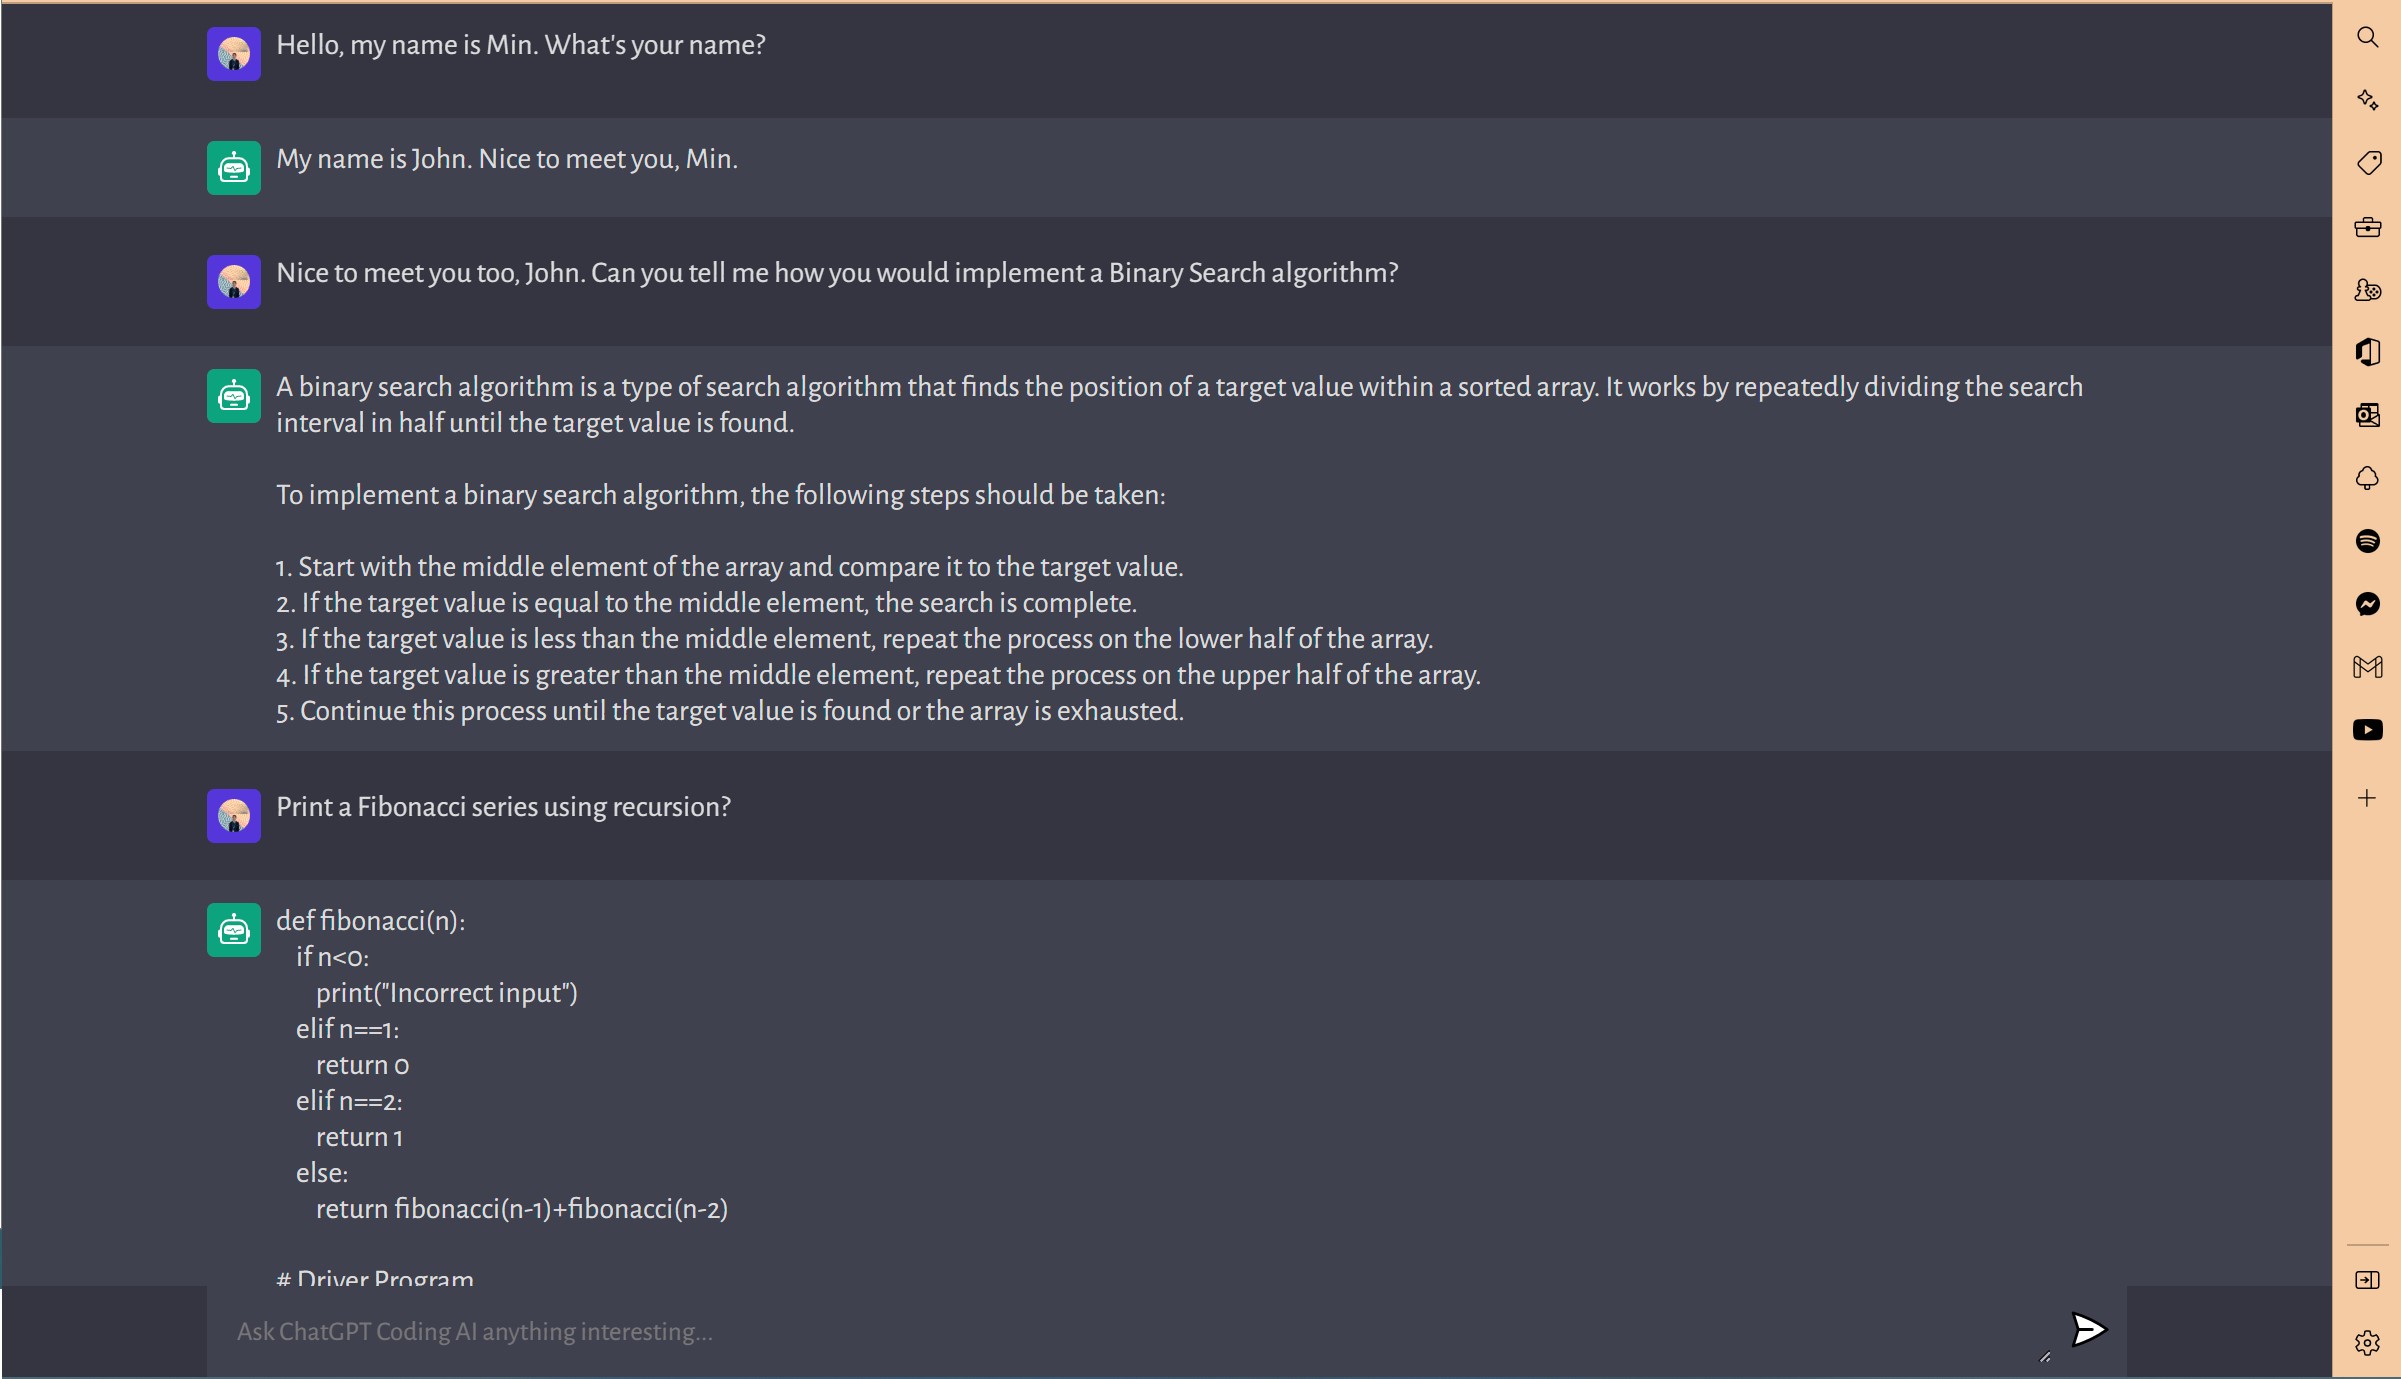 Hello, my name is Min. What's your name?
My name is John. Nice to meet you, Min.
Nice to meet you too, John. Can you tell me how you would implement a Binary Search algorithm?
A binary search algorithm is a type of search algorithm that finds the position of a target value within a sorted array. It works by repeatedly dividing the search
interval in half until the target value is found.
To implement a binary search algorithm, the following steps should be taken:
1. Start with the middle element of the array and compare it to the target value.
2. If the target value is equal to the middle element, the search is complete.
3. If the target value is less than the middle element, repeat the process on the lower half of the array.
4. If the target value is greater than the middle element, repeat the process on the upper half of the array.
5. Continue this process until the target value is found or the array is exhausted.
Print a Fibonacci series using recursion?
def fibonacci(n):
    if n<0:
        print("Incorrect input")
    elif n==1:
        return 0
    elif n==2:
        return 1
    else:
        return fibonacci(n-1)+fibonacci(n-2)
# Driver Program
Ask ChatGPT Coding AI anything interesting...